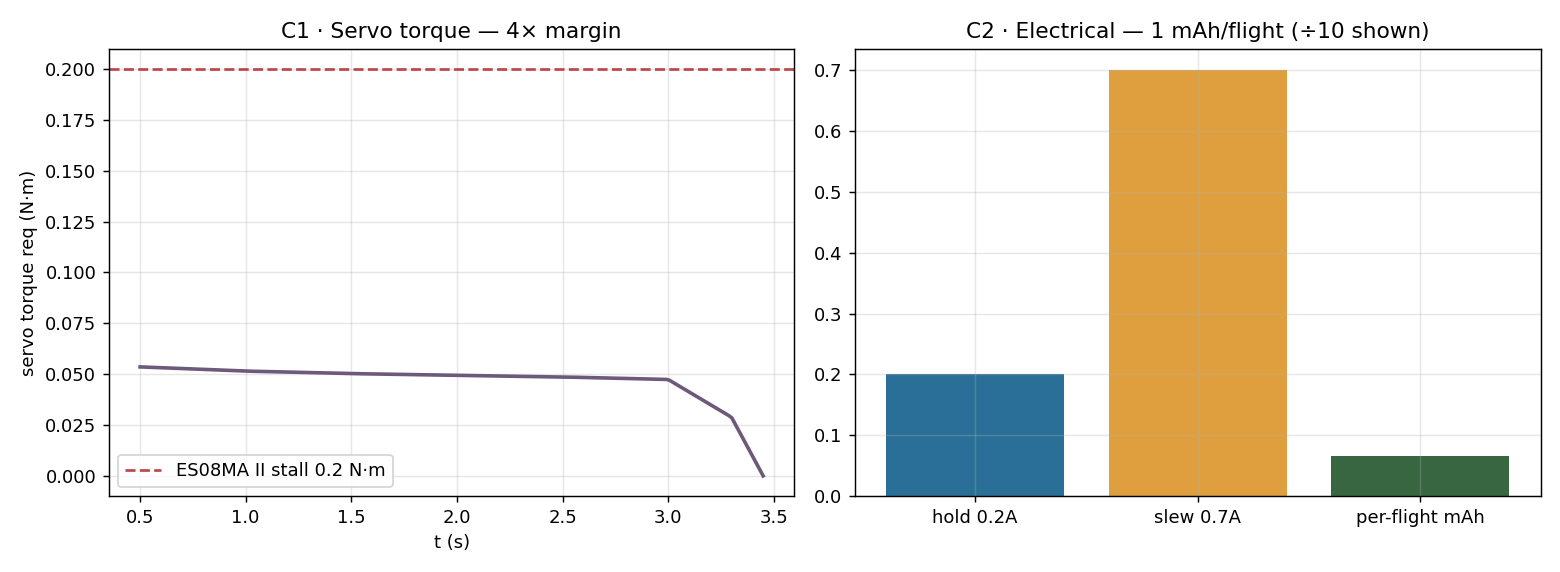 C1 · Servo torque — 4× margin
servo torque req (N·m)
0.200
0.175
0.150
0.125
0.100
0.075
0.050
0.025
0.000
ES08MA II stall 0.2 N·m
0.5 1.0 1.5 2.0 2.5 3.0 3.5
t (s)
C2 · Electrical — 1 mAh/flight (÷10 shown)
0.7
0.6
0.5
0.4
0.3
0.2
0.1
0.0
hold 0.2A slew 0.7A per-flight mAh